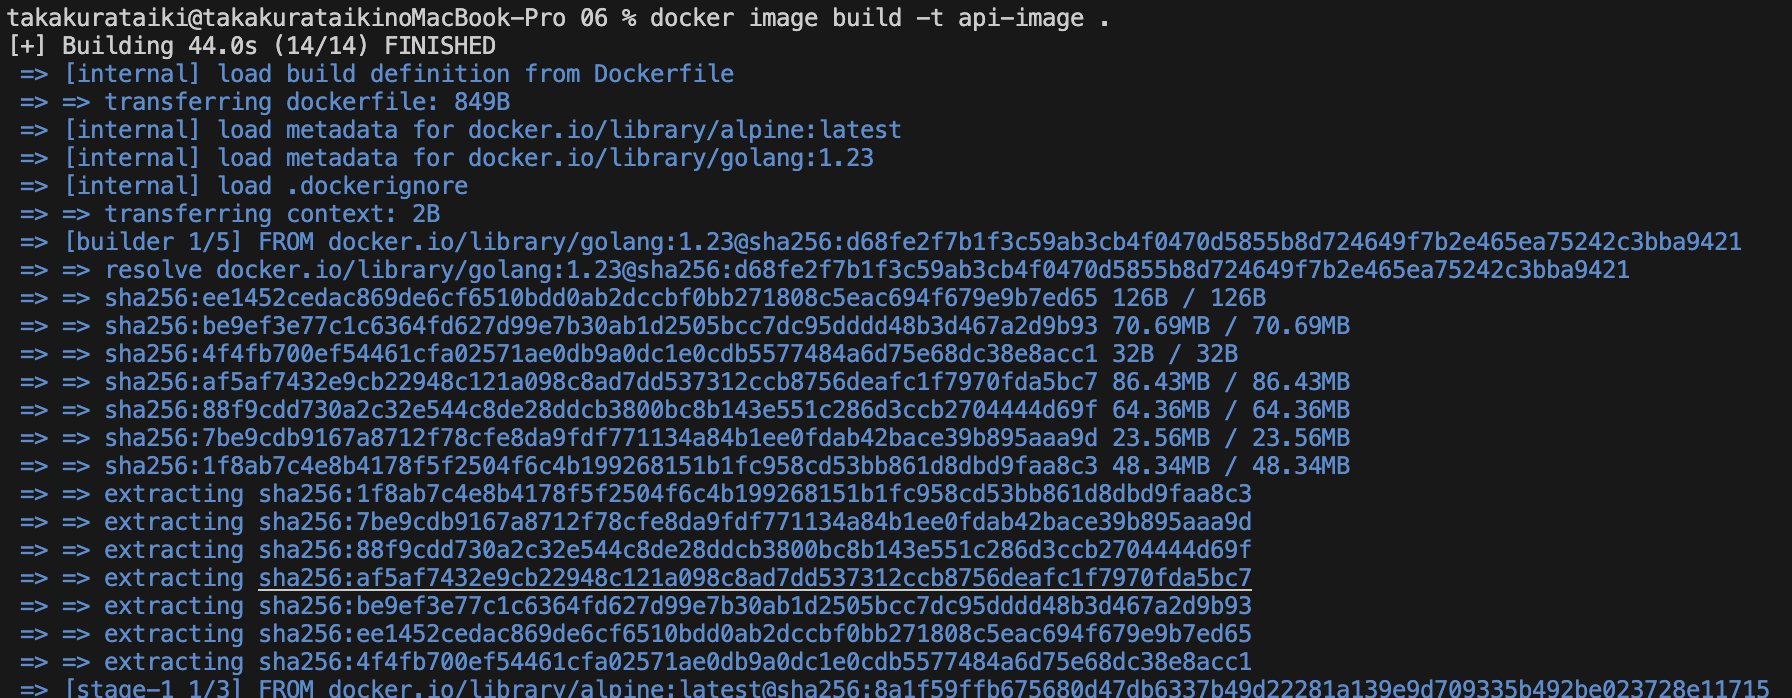 takakurataiki@takakurataikinoMacBook-Pro 06 % docker image build -t api-image .
[+] Building 44.0s (14/14) FINISHED
=> [internal] load build definition from Dockerfile
=> => transferring dockerfile: 849B
=> [internal] load metadata for docker.io/library/alpine:latest
=> [internal] load metadata for docker.io/library/golang:1.23
=> [internal] load .dockerignore
=> => transferring context: 2B
=> [builder 1/5] FROM docker.io/library/golang:1.23@sha256:d68fe2f7b1f3c59ab3cb4f0470d5855b8d724649f7b2e465ea75242c3bba9421
=> => resolve docker.io/library/golang:1.23@sha256:d68fe2f7b1f3c59ab3cb4f0470d5855b8d724649f7b2e465ea75242c3bba9421
=> => sha256:ee1452cedac869de6cf6510bdd0ab2dccbf0bb271808c5eac694f679e9b7ed65 126B / 126B
=> => sha256:be9ef3e77c1c6364fd627d99e7b30ab1d2505bcc7dc95dddd48b3d467a2d9b93 70.69MB / 70.69MB
=> => sha256:4f4fb700ef54461cfa02571ae0db9a0dc1e0cdb5577484a6d75e68dc38e8acc1 32B / 32B
=> => sha256:af5af7432e9cb22948c121a098c8ad7dd537312ccb8756deafc1f7970fda5bc7 86.43MB / 86.43MB
=> => sha256:88f9cdd730a2c32e544c8de28ddcb3800bc8b143e551c286d3ccb2704444d69f 64.36MB / 64.36MB
=> => sha256:7be9cdb9167a8712f78cfe8da9fdf771134a84b1ee0fdab42bace39b895aaa9d 23.56MB / 23.56MB
=> => sha256:1f8ab7c4e8b4178f5f2504f6c4b199268151b1fc958cd53bb861d8dbd9faa8c3 48.34MB / 48.34MB
=> => extracting sha256:1f8ab7c4e8b4178f5f2504f6c4b199268151b1fc958cd53bb861d8dbd9faa8c3
=> => extracting sha256:7be9cdb9167a8712f78cfe8da9fdf771134a84b1ee0fdab42bace39b895aaa9d
=> => extracting sha256:88f9cdd730a2c32e544c8de28ddcb3800bc8b143e551c286d3ccb2704444d69f
=> => extracting sha256:af5af7432e9cb22948c121a098c8ad7dd537312ccb8756deafc1f7970fda5bc7
=> => extracting sha256:be9ef3e77c1c6364fd627d99e7b30ab1d2505bcc7dc95dddd48b3d467a2d9b93
=> => extracting sha256:ee1452cedac869de6cf6510bdd0ab2dccbf0bb271808c5eac694f679e9b7ed65
=> => extracting sha256:4f4fb700ef54461cfa02571ae0db9a0dc1e0cdb5577484a6d75e68dc38e8acc1
=> [stage-1 1/3] FROM docker.io/library/alpine:latest@sha256:8a1f59ffb675680d47db6337b49d22281a139e9d709335b492be023728e11715